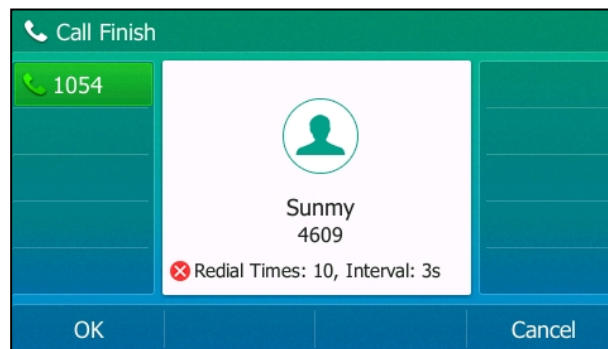 Call Finish
1054
Sunmy
4609
Redial Times: 10, Interval: 3s
OK
Cancel